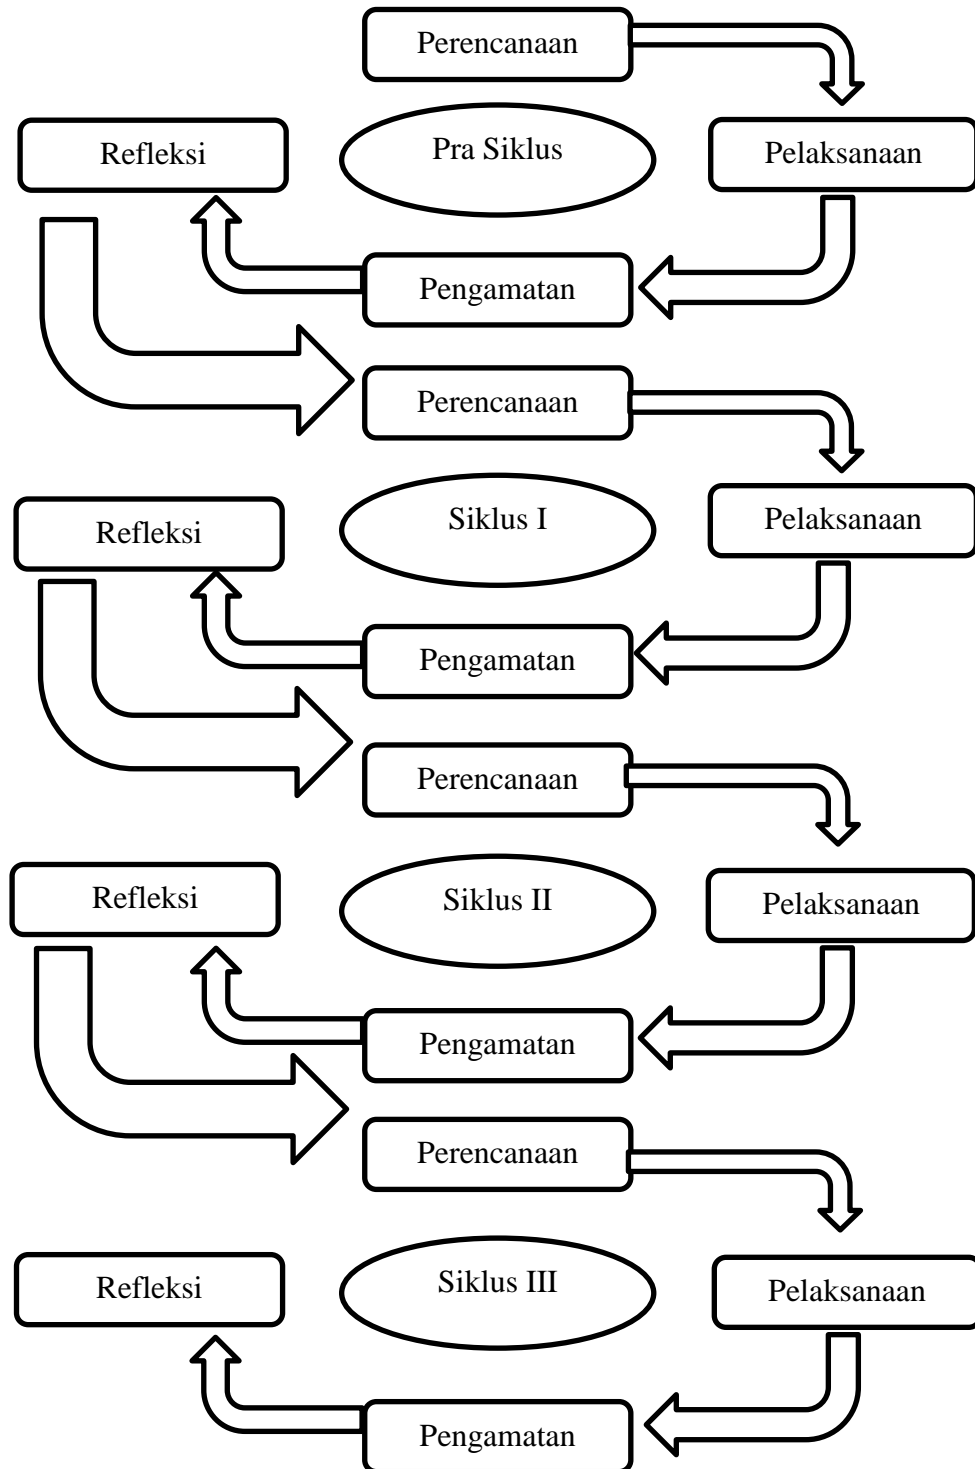 Perencanaan
Refleksi
Pra Siklus
Pelaksanaan
Pengamatan
Perencanaan
Refleksi
Siklus I
Pelaksanaan
Pengamatan
Perencanaan
Refleksi
Siklus II
Pelaksanaan
Pengamatan
Perencanaan
Refleksi
Siklus III
Pelaksanaan
Pengamatan